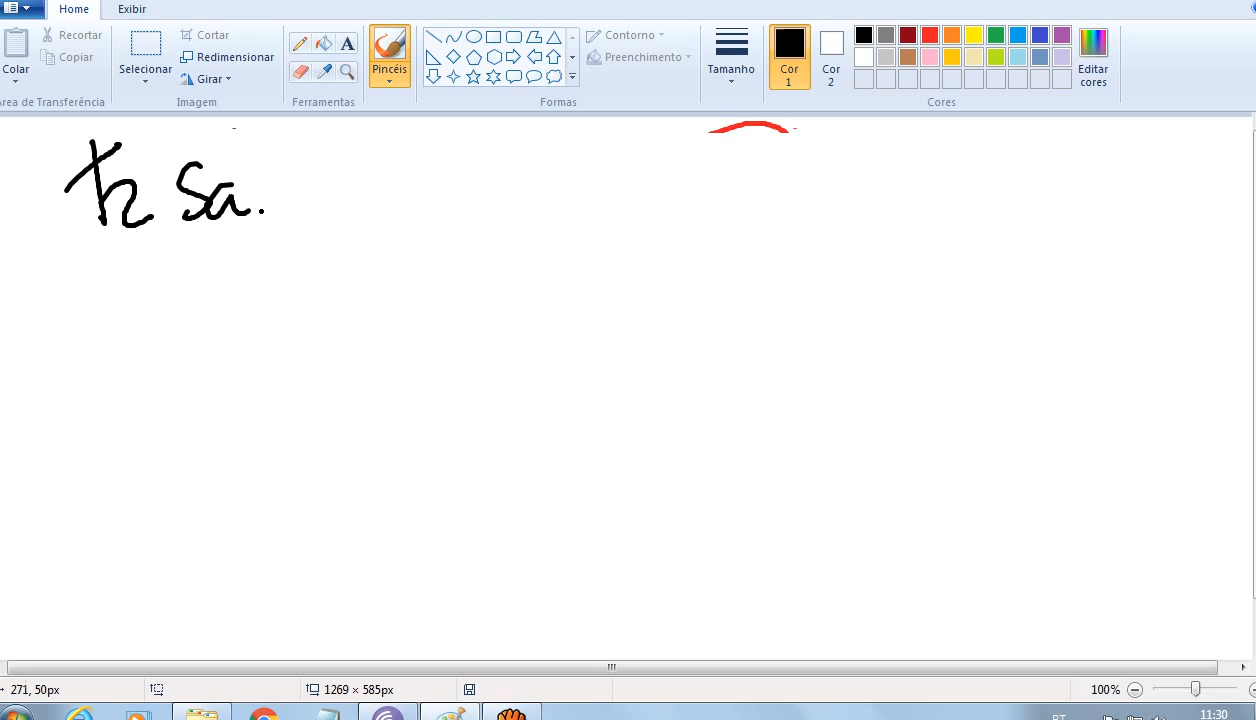 Home Exibir
Colar
Recortar
Copiar
Área de Transferência
Selecionar
Cortar
Redimensionar
Girar
Imagem
A
Ferramentas
Pincéis
Contorno
Preenchimento
Formas
Tamanho
Cor 1
Cor 2
Editar cores
Cores
♄ Sa.
271, 50px
1269 × 585px
100%
PT
11:30